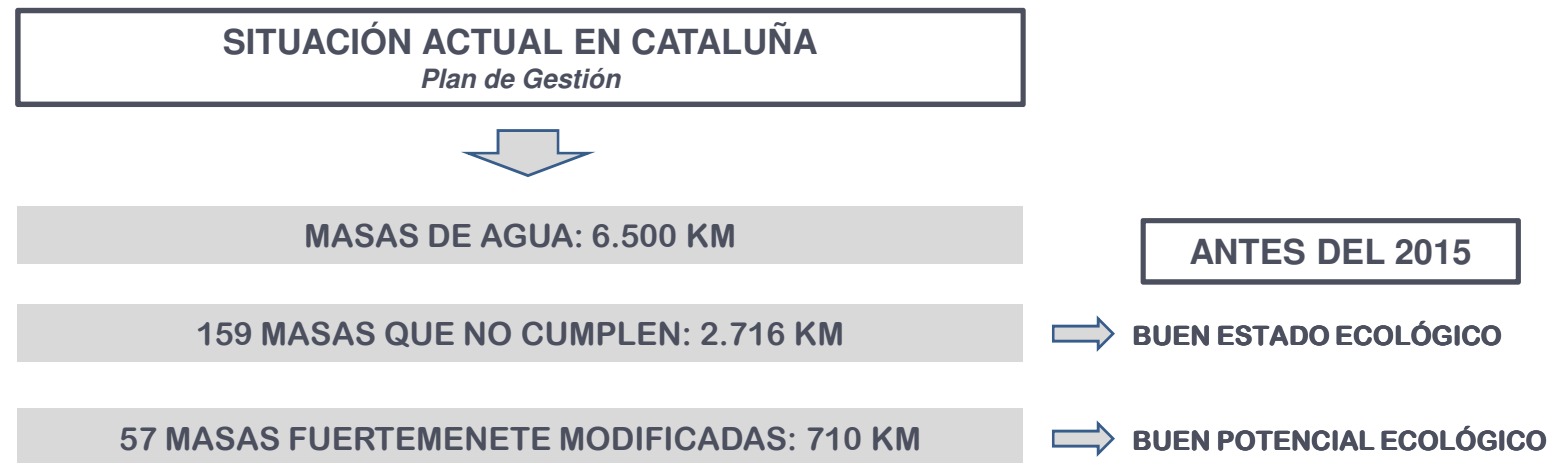 SITUACIÓN ACTUAL EN CATALUÑA
Plan de Gestión
MASAS DE AGUA: 6.500 KM
ANTES DEL 2015
159 MASAS QUE NO CUMPLEN: 2.716 KM
BUEN ESTADO ECOLÓGICO
57 MASAS FUERTEMENETE MODIFICADAS: 710 KM
BUEN POTENCIAL ECOLÓGICO